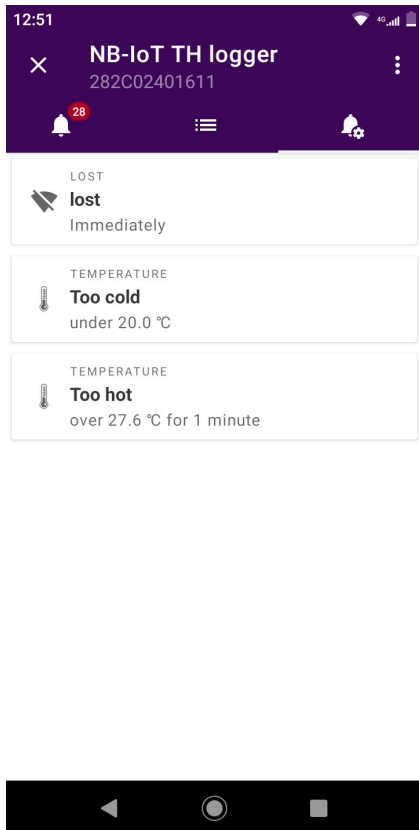 12:51
4G
NB-IoT TH logger
282C02401611
28
LOST
lost
Immediately
TEMPERATURE
Too cold
under 20.0 ℃
TEMPERATURE
Too hot
over 27.6 ℃ for 1 minute